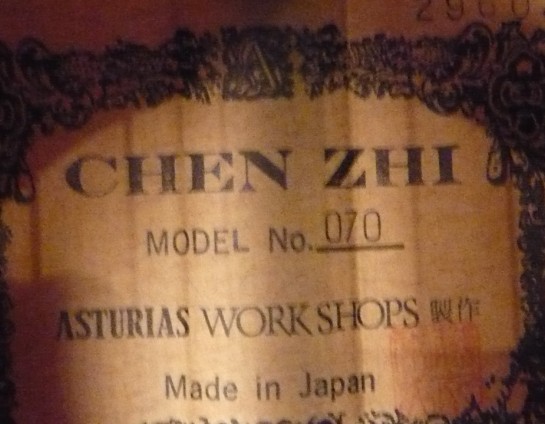 CHEN ZHI
MODEL No. 070
ASTURIAS WORKSHOPS 製作
Made in Japan